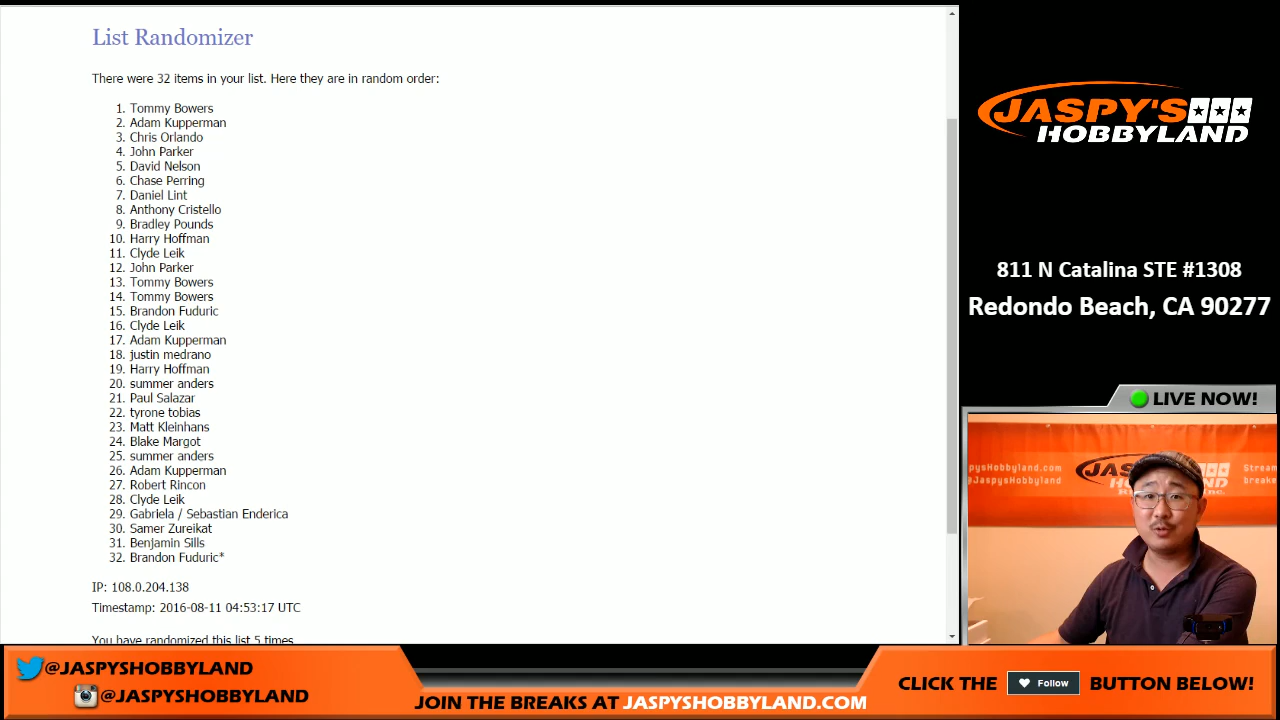 List Randomizer
There were 32 items in your list. Here they are in random order:
1. Tommy Bowers
2. Adam Kupperman
3. Chris Orlando
4. John Parker
5. David Nelson
6. Chase Perring
7. Daniel Lint
8. Anthony Cristello
9. Bradley Pounds
10. Harry Hoffman
11. Clyde Leik
12. John Parker
13. Tommy Bowers
14. Tommy Bowers
15. Brandon Fuduric
16. Clyde Leik
17. Adam Kupperman
18. justin medrano
19. Harry Hoffman
20. summer anders
21. Paul Salazar
22. tyrone tobias
23. Matt Kleinhans
24. Blake Margot
25. summer anders
26. Adam Kupperman
27. Robert Rincon
28. Clyde Leik
29. Gabriela / Sebastian Enderica
30. Samer Zureikat
31. Benjamin Sills
32. Brandon Fuduric*
IP: 108.0.204.138
Timestamp: 2016-08-11 04:53:17 UTC
You have randomized this list 5 times
JASPY'S
HOBBYLAND
811 N Catalina STE #1308
Redondo Beach, CA 90277
LIVE NOW!
@JASPYSHOBBYLAND
@JASPYSHOBBYLAND
JOIN THE BREAKS AT JASPYSHOBBYLAND.COM
CLICK THE Follow BUTTON BELOW!